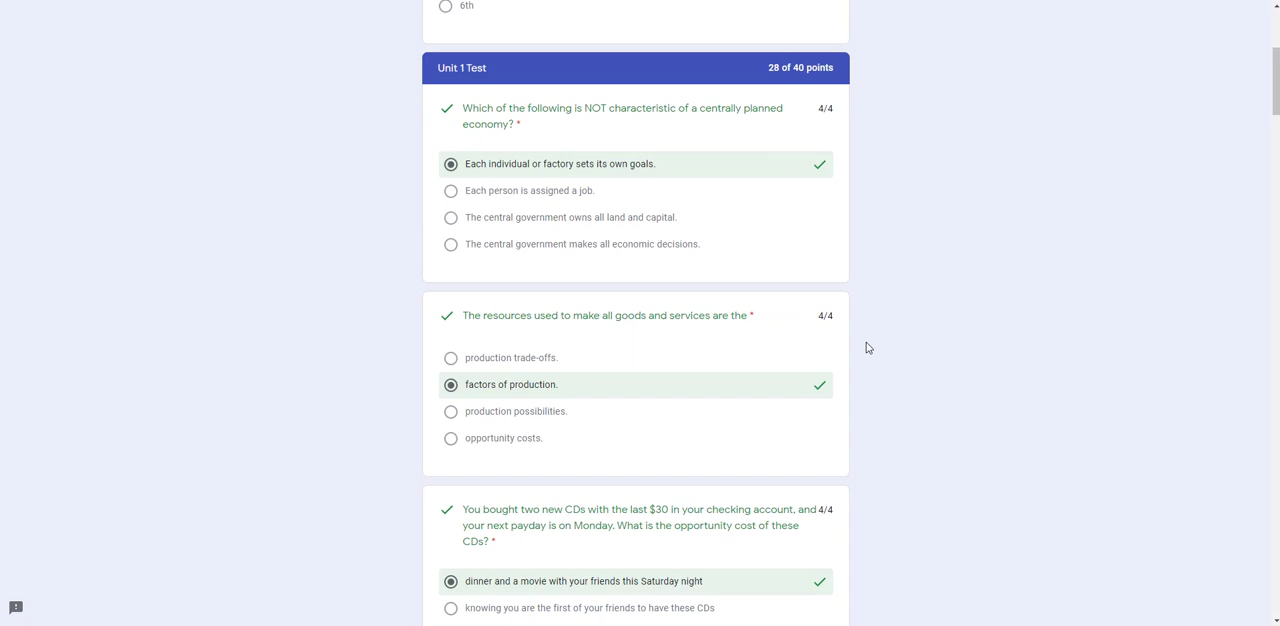 6th
Unit 1 Test 28 of 40 points
Which of the following is NOT characteristic of a centrally planned 4/4
economy? *
Each individual or factory sets its own goals.
Each person is assigned a job.
The central government owns all land and capital.
The central government makes all economic decisions.
The resources used to make all goods and services are the * 4/4
production trade-offs.
factors of production.
production possibilities.
opportunity costs.
You bought two new CDs with the last $30 in your checking account, and 4/4
your next payday is on Monday. What is the opportunity cost of these
CDs? *
dinner and a movie with your friends this Saturday night
knowing you are the first of your friends to have these CDs